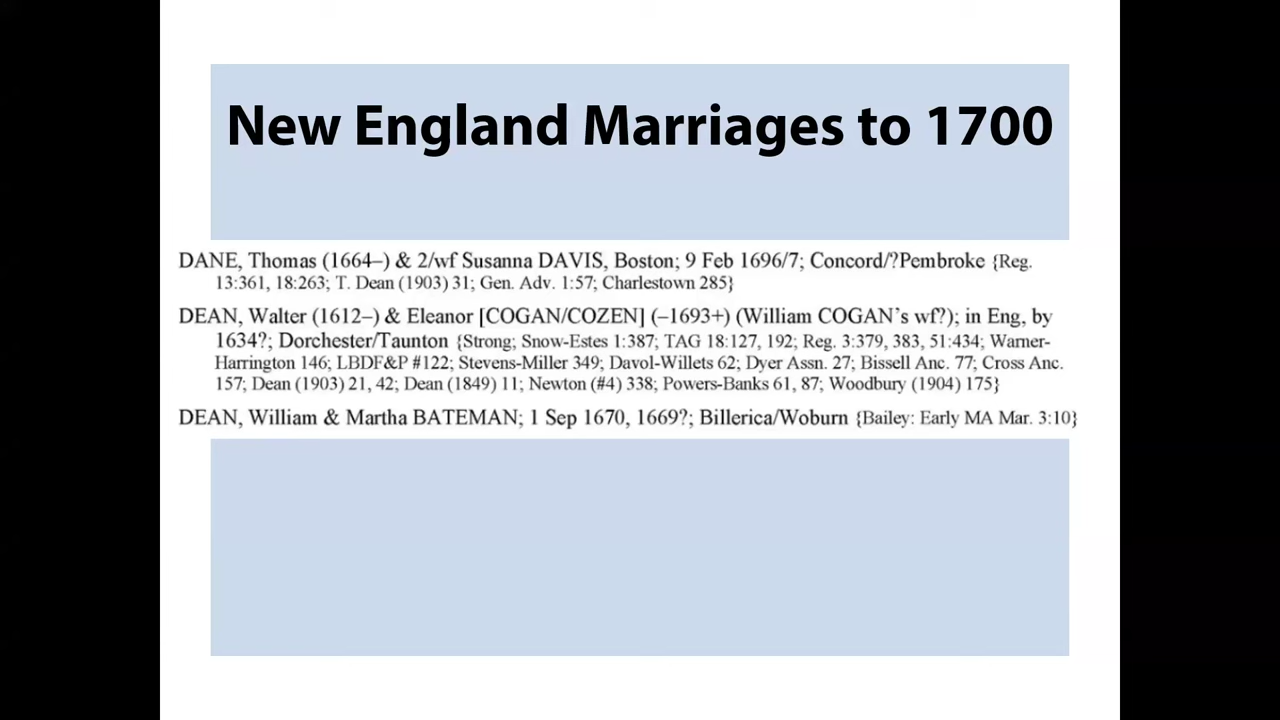 New England Marriages to 1700
DANE, Thomas (1664–) & 2/wf Susanna DAVIS, Boston; 9 Feb 1696/7; Concord/?Pembroke {Reg.
13:361, 18:263; T. Dean (1903) 31; Gen. Adv. 1:57; Charlestown 285}
DEAN, Walter (1612–) & Eleanor [COGAN/COZEN] (–1693+) (William COGAN's wf?); in Eng, by
1634?; Dorchester/Taunton {Strong; Snow-Estes 1:387; TAG 18:127, 192; Reg. 3:379, 383, 51:434; Warner-
Harrington 146; LBDF&P #122; Stevens-Miller 349; Davol-Willets 62; Dyer Assn. 27; Bissell Anc. 77; Cross Anc.
157; Dean (1903) 21, 42; Dean (1849) 11; Newton (#4) 338; Powers-Banks 61, 87; Woodbury (1904) 175}
DEAN, William & Martha BATEMAN; 1 Sep 1670, 1669?; Billerica/Woburn {Bailey: Early MA Mar. 3:10}